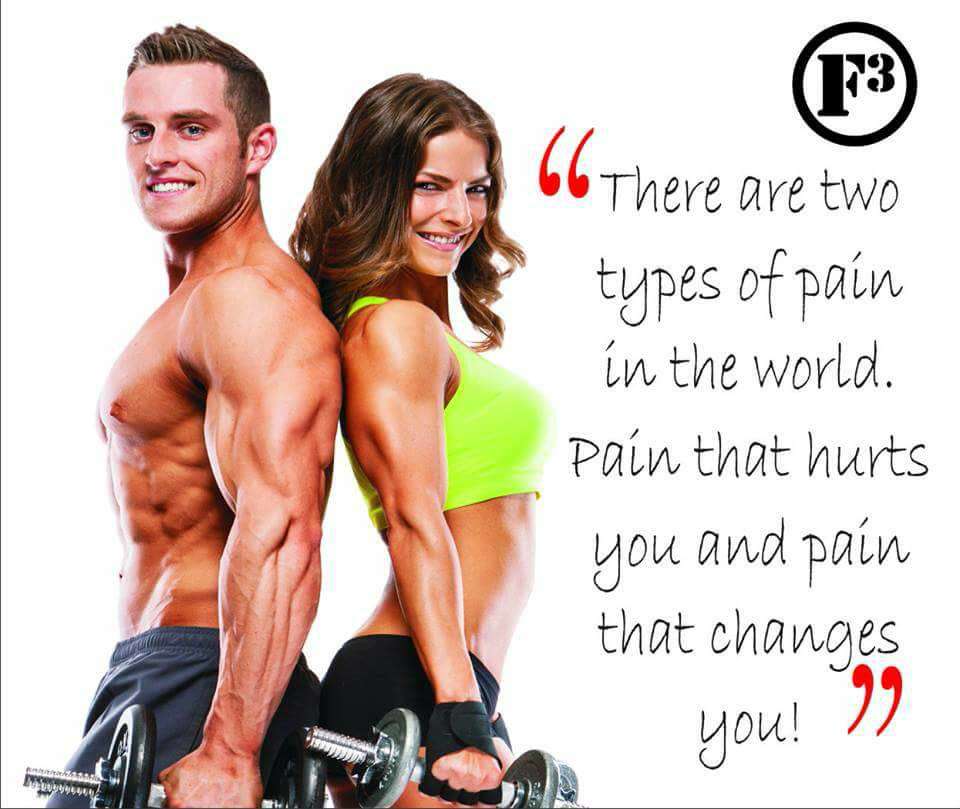 F3
“There are two
types of pain
in the world.
Pain that hurts
you and pain
that changes
you!”